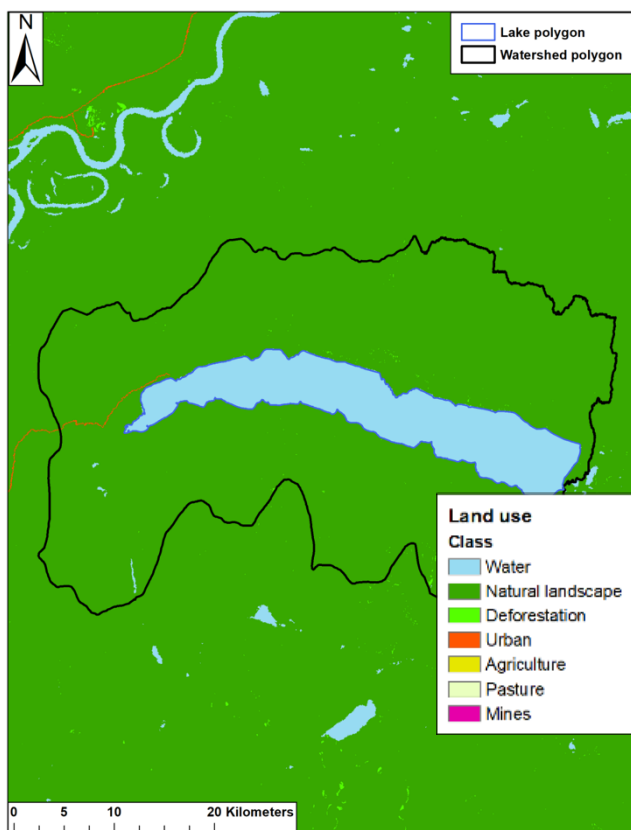 N
Lake polygon
Watershed polygon
Land use
Class
Water
Natural landscape
Deforestation
Urban
Agriculture
Pasture
Mines
0 5 10 20 Kilometers